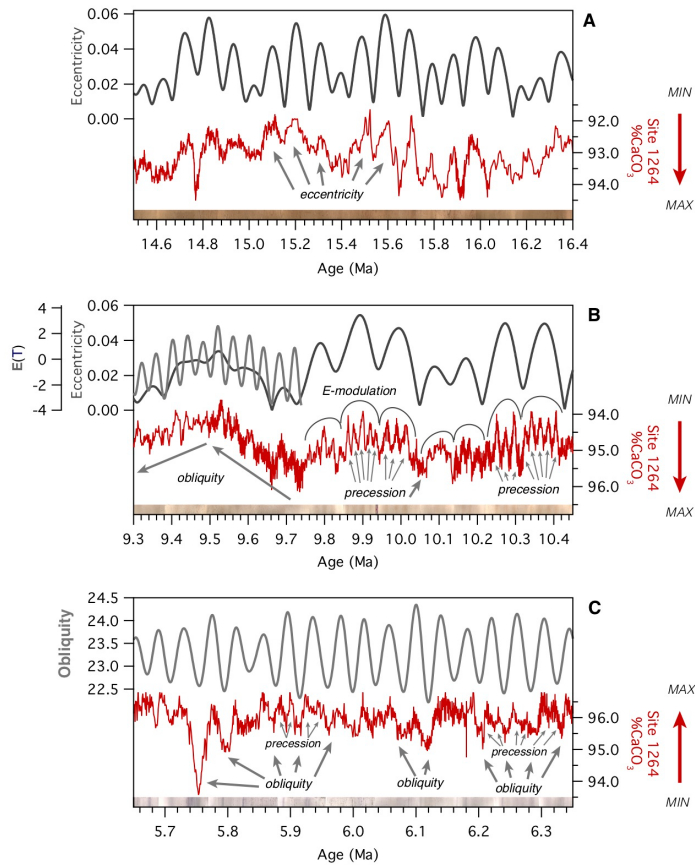 A
0.06
0.04
0.02
0.00
Eccentricity
92.0
93.0
94.0
Site 1264
%CaCO3
MIN
MAX
eccentricity
14.6 14.8 15.0 15.2 15.4 15.6 15.8 16.0 16.2 16.4
Age (Ma)
B
4
2
0
-2
-4
E(T)
0.06
0.04
0.02
0.00
Eccentricity
E-modulation
94.0
95.0
96.0
Site 1264
%CaCO3
MIN
MAX
obliquity
precession
precession
9.3 9.4 9.5 9.6 9.7 9.8 9.9 10.0 10.1 10.2 10.3 10.4
Age (Ma)
C
24.5
24.0
23.0
22.5
Obliquity
96.0
95.0
94.0
Site 1264
%CaCO3
MAX
MIN
precession
precession
obliquity
obliquity
obliquity
5.7 5.8 5.9 6.0 6.1 6.2 6.3
Age (Ma)